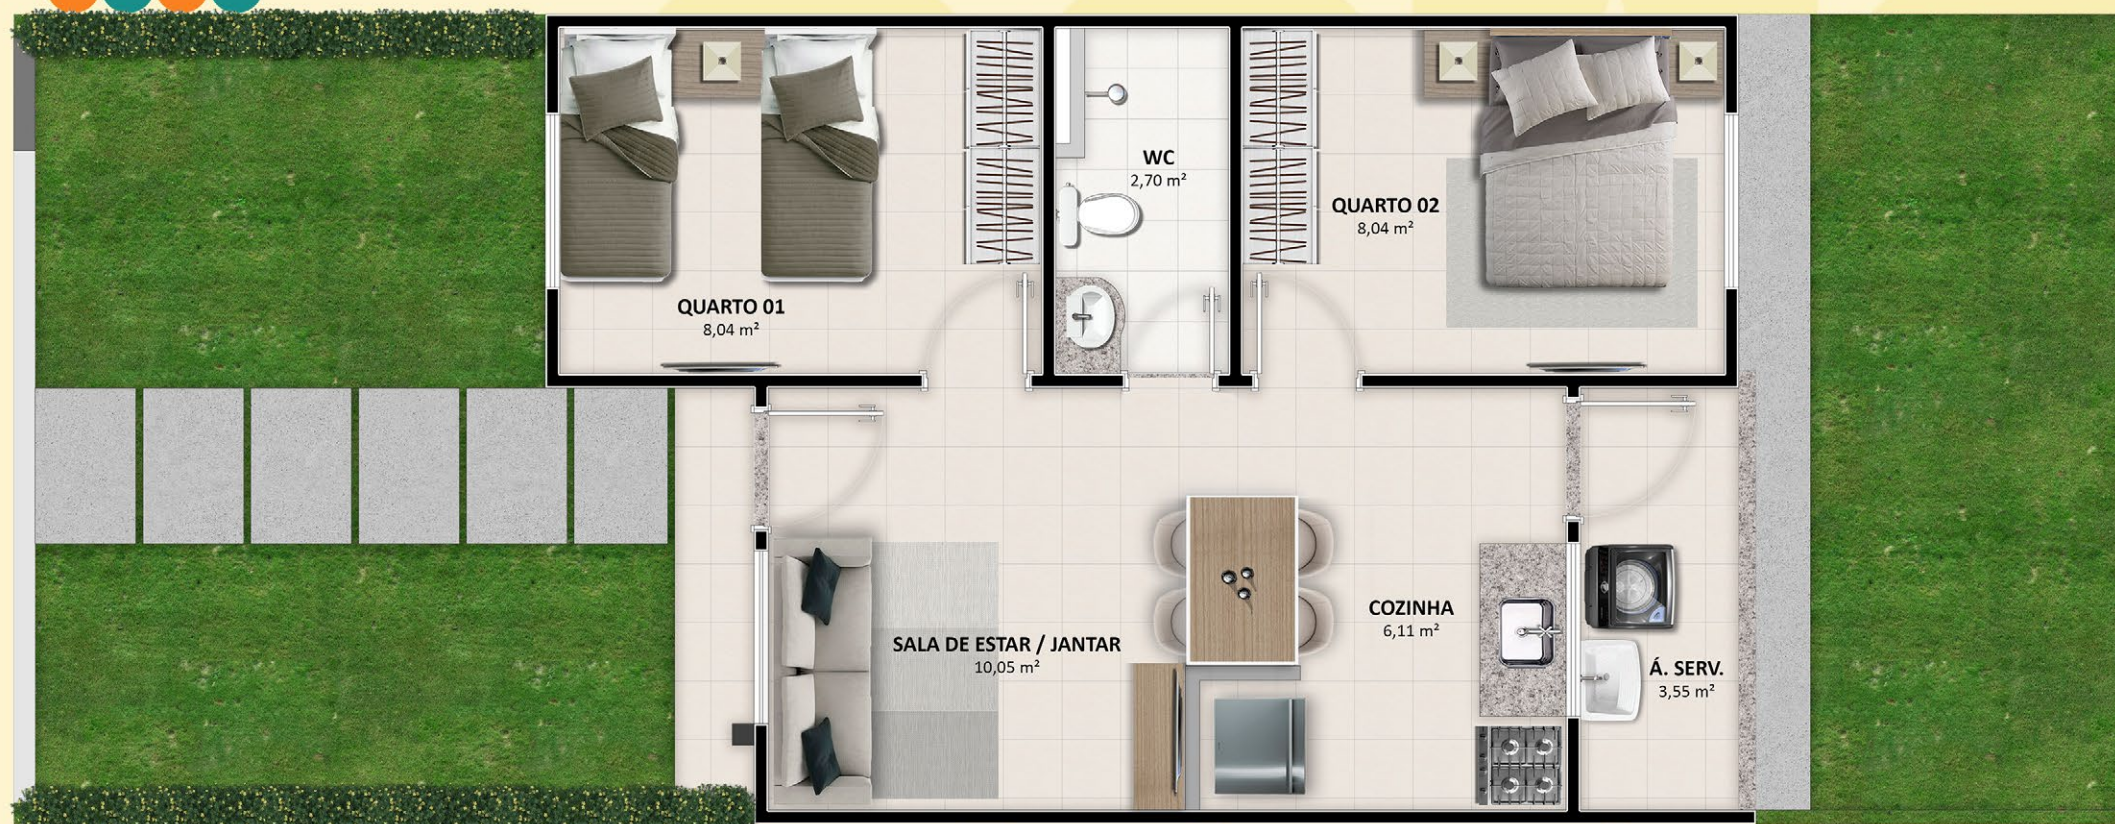 WC
2,70 m²
QUARTO 02
8,04 m²
QUARTO 01
8,04 m²
COZINHA
6,11 m²
SALA DE ESTAR / JANTAR
10,05 m²
Á. SERV.
3,55 m²